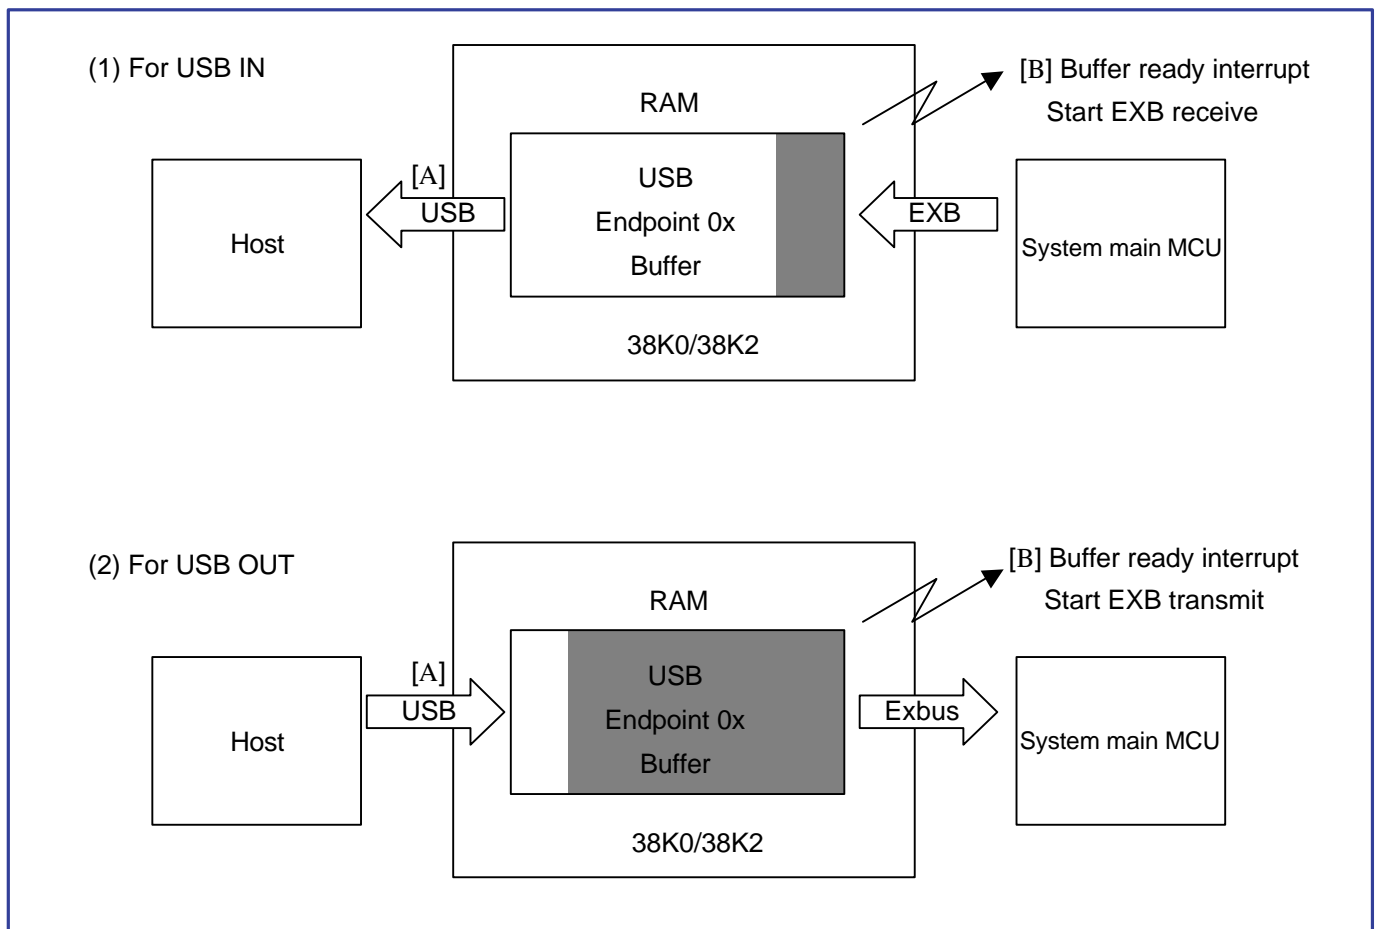 (1) For USB IN
[B] Buffer ready interrupt
Start EXB receive
RAM
[A]
USB
Host
USB
Endpoint 0x
Buffer
EXB
System main MCU
38K0/38K2
(2) For USB OUT
[B] Buffer ready interrupt
Start EXB transmit
RAM
[A]
USB
Host
USB
Endpoint 0x
Buffer
Exbus
System main MCU
38K0/38K2